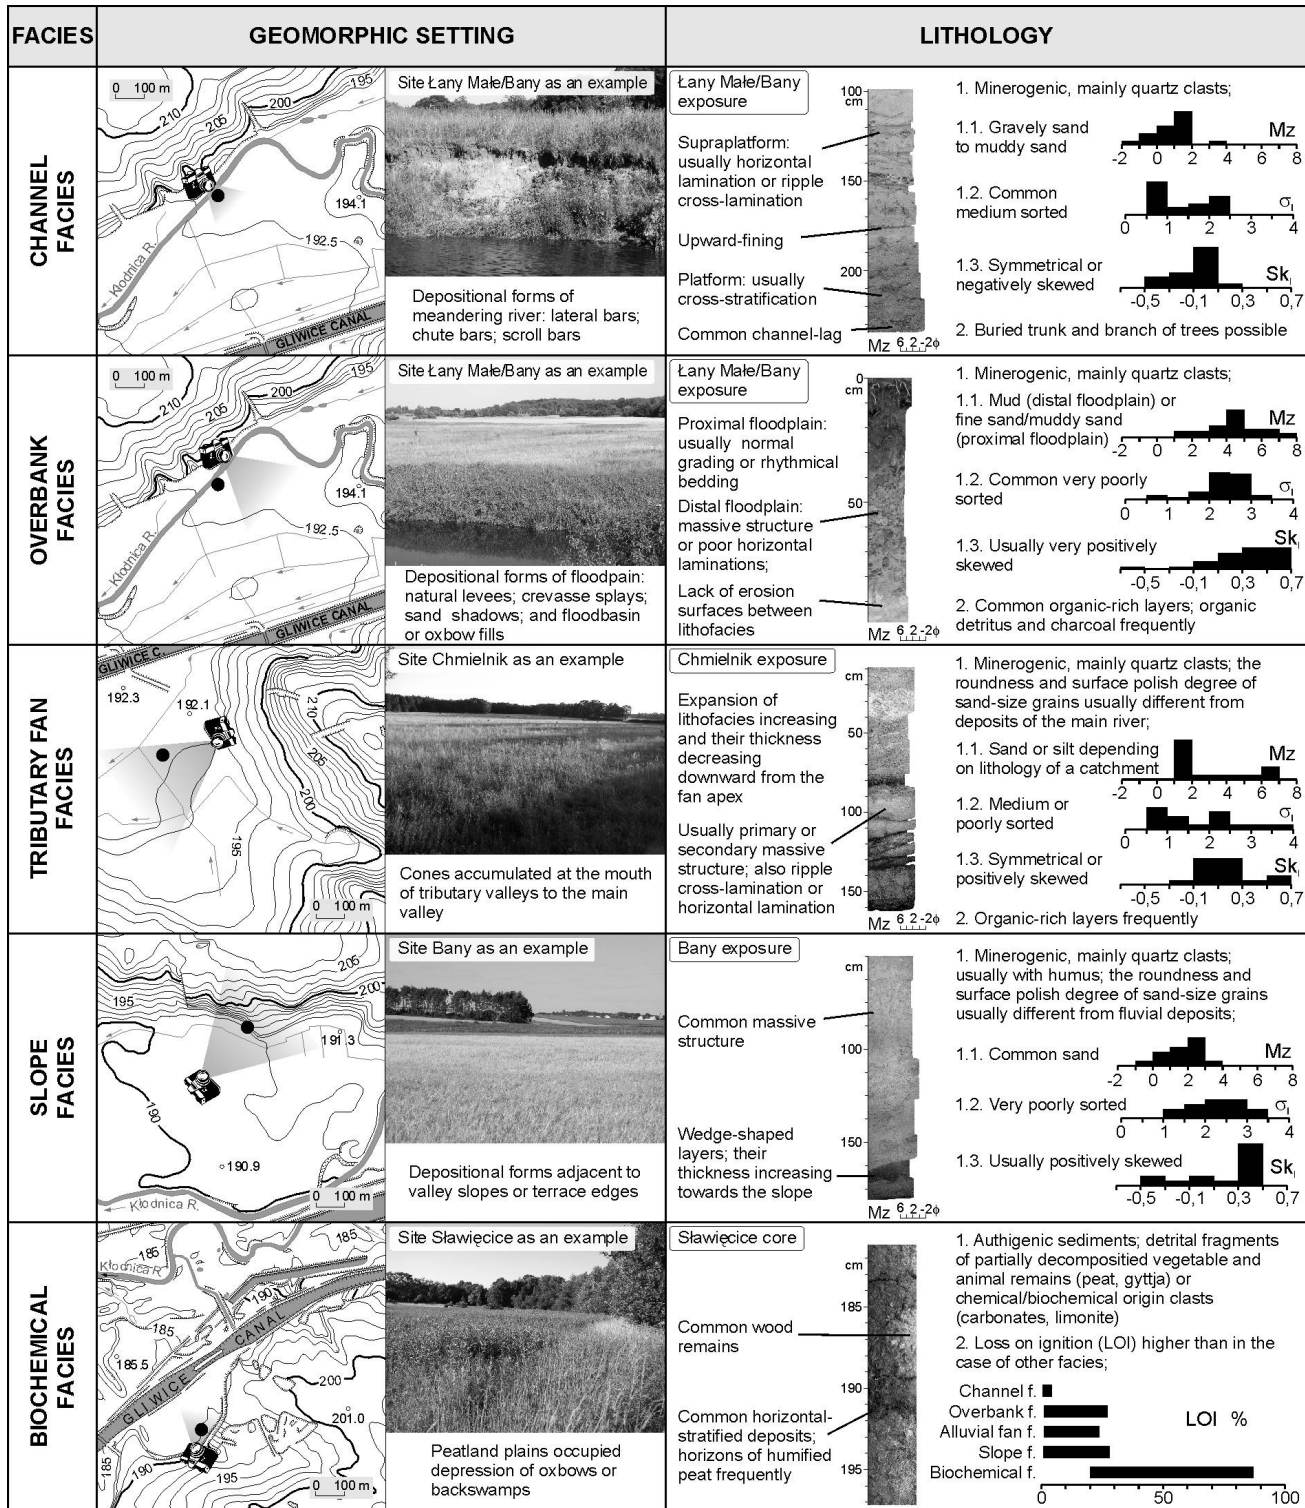 FACIES
GEOMORPHIC SETTING
LITHOLOGY
CHANNEL
FACIES
0 100 m
210
205
200
195
194.1
192.5
Kłodnica R.
GLIWICE CANAL
Site Łany Małe/Bany as an example
Depositional forms of
meandering river: lateral bars;
chute bars; scroll bars
Łany Małe/Bany
exposure
Supraplatform:
usually horizontal
lamination or ripple
cross-lamination
Upward-fining
Platform: usually
cross-stratification
Common channel-lag
100
cm
150
200
Mz 6 2 -2ϕ
1. Minerogenic, mainly quartz clasts;
1.1. Gravely sand
to muddy sand
Mz
-2 0 2 4 6 8
1.2. Common
medium sorted
σI
0 1 2 3 4
1.3. Symmetrical or
negatively skewed
SkI
-0,5 -0,1 0,3 0,7
2. Buried trunk and branch of trees possible
OVERBANK
FACIES
0 100 m
210
205
200
195
194.1
192.5
Kłodnica R.
GLIWICE CANAL
Site Łany Małe/Bany as an example
Depositional forms of floodpain:
natural levees; crevasse splays;
sand shadows; and floodbasin
or oxbow fills
Łany Małe/Bany
exposure
Proximal floodplain:
usually normal
grading or rhythmical
bedding
Distal floodplain:
massive structure
or poor horizontal
laminations;
Lack of erosion
surfaces between
lithofacies
0
cm
50
Mz 6 2 -2ϕ
1. Minerogenic, mainly quartz clasts;
1.1. Mud (distal floodplain) or
fine sand/muddy sand
(proximal floodplain)
Mz
-2 0 2 4 6 8
1.2. Common very poorly
sorted
σI
0 1 2 3 4
1.3. Usually very positively
skewed
SkI
-0,5 -0,1 0,3 0,7
2. Common organic-rich layers; organic
detritus and charcoal frequently
TRIBUTARY FAN
FACIES
GLIWICE C.
192.3
192.1
210
205
200
195
0 100 m
Site Chmielnik as an example
Cones accumulated at the mouth
of tributary valleys to the main
valley
Chmielnik exposure
Expansion of
lithofacies increasing
and their thickness
decreasing
downward from the
fan apex
Usually primary or
secondary massive
structure; also ripple
cross-lamination or
horizontal lamination
cm
50
100
150
Mz 6 2 -2ϕ
1. Minerogenic, mainly quartz clasts; the
roundness and surface polish degree of
sand-size grains usually different from
deposits of the main river;
1.1. Sand or silt depending
on lithology of a catchment
Mz
-2 0 2 4 6 8
1.2. Medium or
poorly sorted
σI
0 1 2 3 4
1.3. Symmetrical or
positively skewed
SkI
-0,5 -0,1 0,3 0,7
2. Organic-rich layers frequently
SLOPE
FACIES
205
200
195
191.3
190
190.9
Kłodnica R.
0 100 m
Site Bany as an example
Depositional forms adjacent to
valley slopes or terrace edges
Bany exposure
Common massive
structure
Wedge-shaped
layers; their
thickness increasing
towards the slope
cm
100
150
Mz 6 2 -2ϕ
1. Minerogenic, mainly quartz clasts;
usually with humus; the roundness and
surface polish degree of sand-size grains
usually different from fluvial deposits;
1.1. Common sand
Mz
-2 0 2 4 6 8
1.2. Very poorly sorted
σI
0 1 2 3 4
1.3. Usually positively skewed
SkI
-0,5 -0,1 0,3 0,7
BIOCHEMICAL
FACIES
185
185
Kłodnica R.
190
185
185.5
GLIWICE CANAL
200
201.0
185
190
195
0 100 m
Site Sławięcice as an example
Peatland plains occupied
depression of oxbows or
backswamps
Sławięcice core
Common wood
remains
Common horizontal-
stratified deposits;
horizons of humified
peat frequently
cm
185
190
195
1. Authigenic sediments; detrital fragments
of partially decompositied vegetable and
animal remains (peat, gyttja) or
chemical/biochemical origin clasts
(carbonates, limonite)
2. Loss on ignition (LOI) higher than in the
case of other facies;
Channel f.
Overbank f.
Alluvial fan f.
Slope f.
Biochemical f.
LOI %
0 50 100